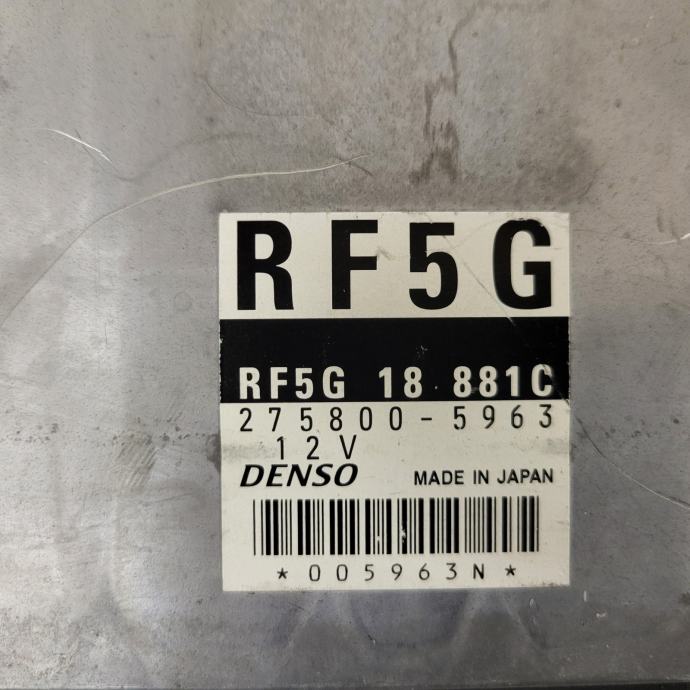 RF5G
RF5G 18 881C
275800-5963
12V
DENSO MADE IN JAPAN
*005963N*